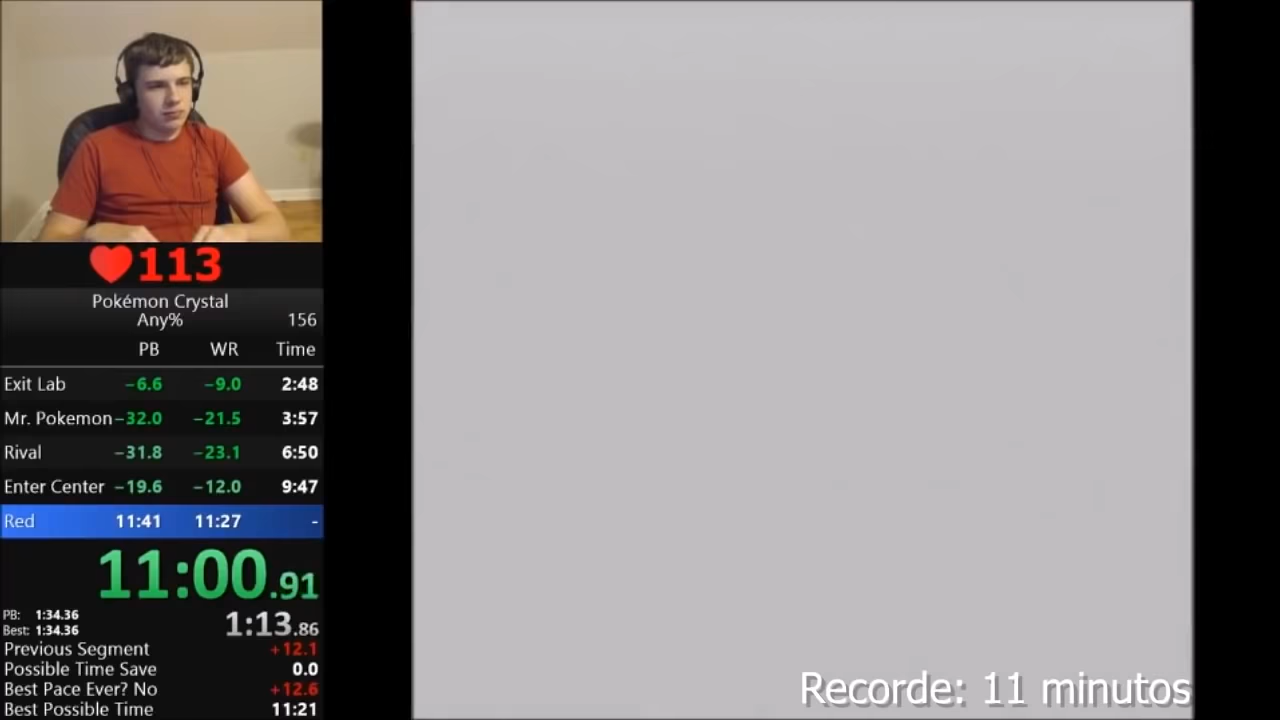 113
Pokémon Crystal
Any% 156
PB WR Time
Exit Lab −6.6 −9.0 2:48
Mr. Pokemon −32.0 −21.5 3:57
Rival −31.8 −23.1 6:50
Enter Center −19.6 −12.0 9:47
Red 11:41 11:27 -
11:00.91
PB: 1:34.36
Best: 1:34.36
1:13.86
Previous Segment +12.1
Possible Time Save 0.0
Best Pace Ever? No +12.6
Best Possible Time 11:21
Recorde: 11 minutos